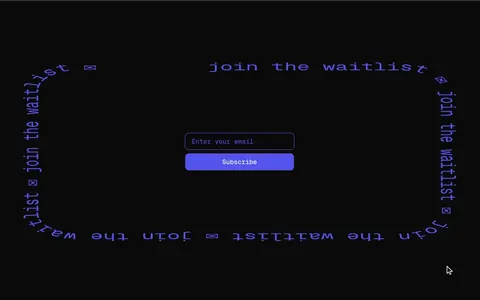 join the waitlist ✉ join the waitlist ✉ join the waitlist ✉ join the waitlist ✉ join the waitlist ✉
Enter your email
Subscribe